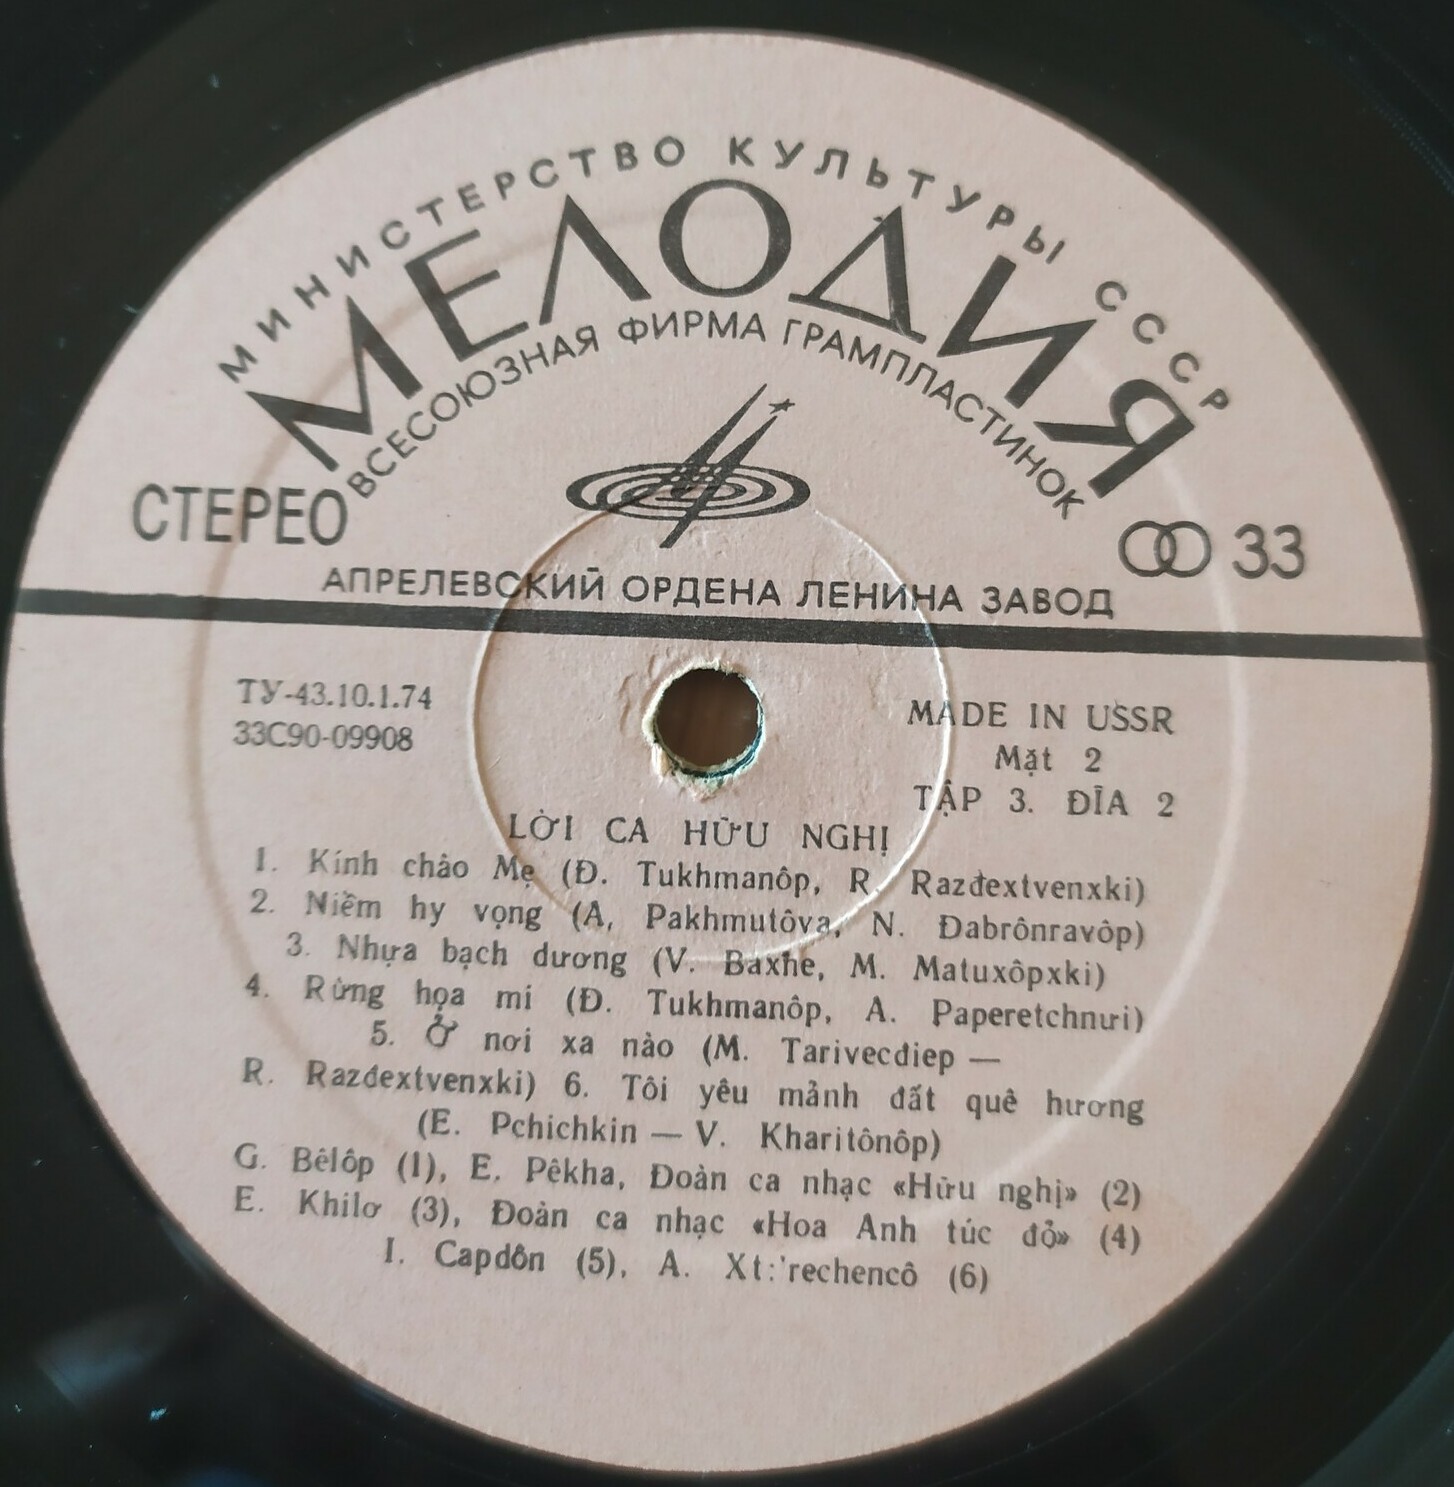 МИНИСТЕРСТВО КУЛЬТУРЫ СССР
МЕЛОДИЯ
ВСЕСОЮЗНАЯ ФИРМА ГРАМПЛАСТИНОК
СТЕРЕО
33
АПРЕЛЕВСКИЙ ОРДЕНА ЛЕНИНА ЗАВОД
ТУ-43.10.1.74
33С90-09908
MADE IN USSR
Mặt 2
TẬP 3. ĐĨA 2
LỜI CA HỮU NGHỊ
1. Kính chào Mẹ (Đ. Tukhmanôp, R. Razđextvenxki)
2. Niềm hy vọng (A, Pakhmutôva, N. Đabrônravôp)
3. Nhựa bạch dương (V. Baxhe, M. Matuxôpxki)
4. Rừng họa mi (Đ. Tukhmanôp, A. Paperetchnưi)
5. Ở nơi xa nào (M. Tarivecđiep —
R. Razđextvenxki) 6. Tôi yêu mảnh đất quê hương
(E. Pchichkin — V. Kharitônôp)
G. Bêlôp (1), E. Pêkha, Đoàn ca nhạc «Hữu nghị» (2)
E. Khilơ (3), Đoàn ca nhạc «Hoa Anh túc đỏ» (4)
I. Capdôn (5), A. Xt:'rechencô (6)